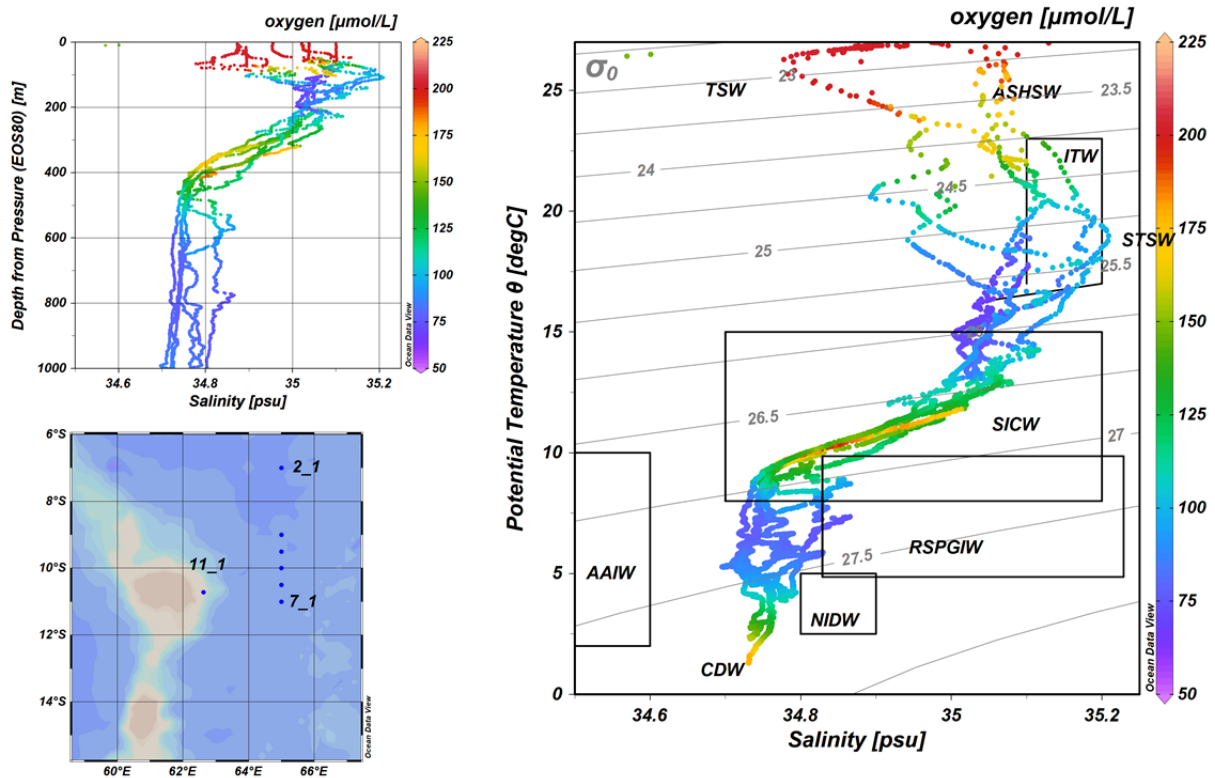 oxygen [µmol/L]
0
200
400
600
800
1000
Depth from Pressure (EOS80) [m]
34.6
34.8
35
35.2
Salinity [psu]
225
200
175
150
125
100
75
50
Ocean Data View
6°S
8°S
10°S
12°S
14°S
60°E
62°E
64°E
66°E
2_1
11_1
7_1
Ocean Data View
oxygen [µmol/L]
σ0
TSW
23
ASHSW
23.5
ITW
24
24.5
STSW
25
25.5
26.5
SICW
27
RSPGIW
27.5
AAIW
NIDW
CDW
25
20
15
10
5
0
Potential Temperature θ [degC]
34.6
34.8
35
35.2
Salinity [psu]
225
200
175
150
125
100
75
50
Ocean Data View